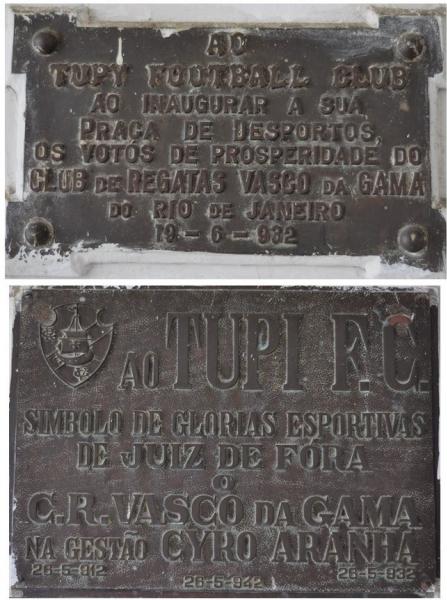 AO
TUPY FOOTBALL CLUB
AO INAUGURAR A SUA
PRAÇA DE DESPORTOS,
OS VOTOS DE PROSPERIDADE DO
CLUB DE REGATAS VASCO DA GAMA
DO RIO DE JANEIRO
19-6-932
AO TUPI F.C.
SIMBOLO DE GLORIAS ESPORTIVAS
DE JUIZ DE FÓRA
O
C.R. VASCO DA GAMA
NA GESTÃO CYRO ARANHA
26-5-912 26-5-942 26-5-932